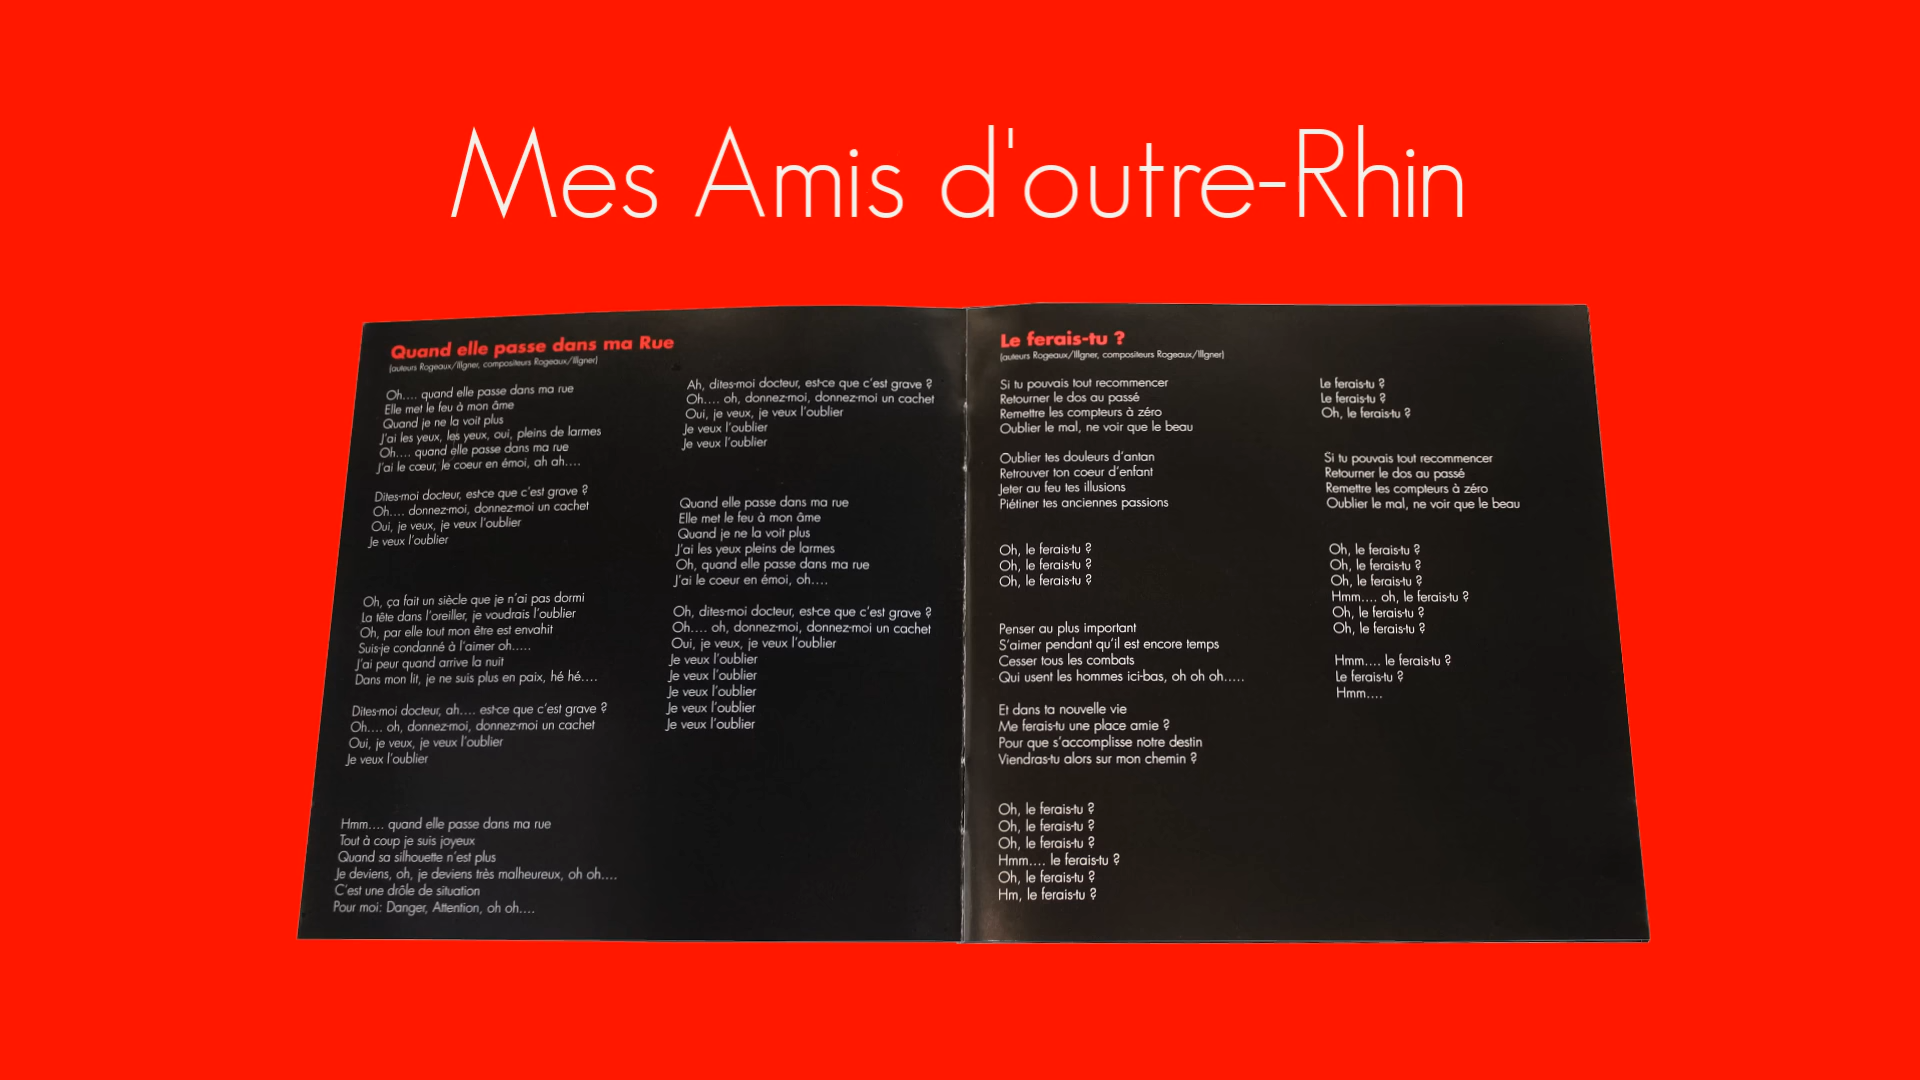 Mes Amis d'outre-Rhin
Quand elle passe dans ma Rue
(auteurs Rogeaux/Illgner, compositeurs Rogeaux/Illgner)
Oh.... quand elle passe dans ma rue
Elle met le feu à mon âme
Quand je ne la voit plus
J'ai les yeux, les yeux, oui, pleins de larmes
Oh.... quand elle passe dans ma rue
J'ai le cœur, le coeur en émoi, ah ah....
Dites-moi docteur, est-ce que c'est grave ?
Oh.... donnez-moi, donnez-moi un cachet
Oui, je veux, je veux l'oublier
Je veux l'oublier
Oh, ça fait un siècle que je n'ai pas dormi
La tête dans l'oreiller, je voudrais l'oublier
Oh, par elle tout mon être est envahit
Suis-je condanné à l'aimer oh.....
J'ai peur quand arrive la nuit
Dans mon lit, je ne suis plus en paix, hé hé....
Dites-moi docteur, ah.... est-ce que c'est grave ?
Oh.... oh, donnez-moi, donnez-moi un cachet
Oui, je veux, je veux l'oublier
Je veux l'oublier
Hmm.... quand elle passe dans ma rue
Tout à coup je suis joyeux
Quand sa silhouette n'est plus
Je deviens, oh, je deviens très malheureux, oh oh....
C'est une drôle de situation
Pour moi: Danger, Attention, oh oh....
Ah, dites-moi docteur, est-ce que c'est grave ?
Oh.... oh, donnez-moi, donnez-moi un cachet
Oui, je veux, je veux l'oublier
Je veux l'oublier
Je veux l'oublier
Quand elle passe dans ma rue
Elle met le feu à mon âme
Quand je ne la voit plus
J'ai les yeux pleins de larmes
Oh, quand elle passe dans ma rue
J'ai le coeur en émoi, oh....
Oh, dites-moi docteur, est-ce que c'est grave ?
Oh.... oh, donnez-moi, donnez-moi un cachet
Oui, je veux, je veux l'oublier
Je veux l'oublier
Je veux l'oublier
Je veux l'oublier
Je veux l'oublier
Je veux l'oublier
Le ferais-tu ?
(auteurs Rogeaux/Illgner, compositeurs Rogeaux/Illgner)
Si tu pouvais tout recommencer
Retourner le dos au passé
Remettre les compteurs à zéro
Oublier le mal, ne voir que le beau
Oublier tes douleurs d'antan
Retrouver ton coeur d'enfant
Jeter au feu tes illusions
Piétiner tes anciennes passions
Oh, le ferais-tu ?
Oh, le ferais-tu ?
Oh, le ferais-tu ?
Penser au plus important
S'aimer pendant qu'il est encore temps
Cesser tous les combats
Qui usent les hommes ici-bas, oh oh oh.....
Et dans ta nouvelle vie
Me ferais-tu une place amie ?
Pour que s'accomplisse notre destin
Viendras-tu alors sur mon chemin ?
Oh, le ferais-tu ?
Oh, le ferais-tu ?
Oh, le ferais-tu ?
Hmm.... le ferais-tu ?
Oh, le ferais-tu ?
Hm, le ferais-tu ?
Le ferais-tu ?
Le ferais-tu ?
Oh, le ferais-tu ?
Si tu pouvais tout recommencer
Retourner le dos au passé
Remettre les compteurs à zéro
Oublier le mal, ne voir que le beau
Oh, le ferais-tu ?
Oh, le ferais-tu ?
Oh, le ferais-tu ?
Hmm.... oh, le ferais-tu ?
Oh, le ferais-tu ?
Oh, le ferais-tu ?
Hmm.... le ferais-tu ?
Le ferais-tu ?
Hmm....